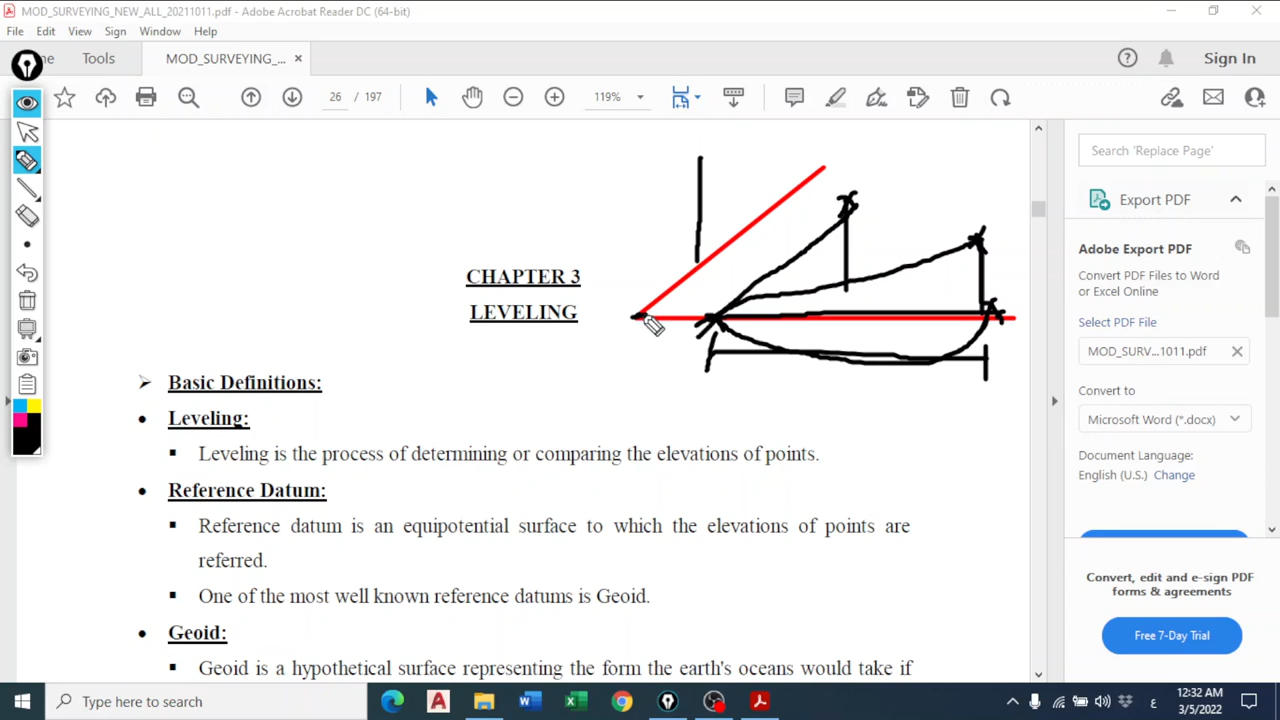 MOD_SURVEYING_NEW_ALL_20211011.pdf - Adobe Acrobat Reader DC (64-bit)
File Edit View Sign Window Help
me Tools MOD_SURVEYING_... × Sign In
26 / 197 119%
CHAPTER 3
LEVELING
➢ Basic Definitions:
• Leveling:
▪ Leveling is the process of determining or comparing the elevations of points.
• Reference Datum:
▪ Reference datum is an equipotential surface to which the elevations of points are
referred.
▪ One of the most well known reference datums is Geoid.
• Geoid:
▪ Geoid is a hypothetical surface representing the form the earth's oceans would take if
Search 'Replace Page'
Export PDF
Adobe Export PDF
Convert PDF Files to Word
or Excel Online
Select PDF File
MOD_SURV...1011.pdf ×
Convert to
Microsoft Word (*.docx)
Document Language:
English (U.S.) Change
Convert, edit and e-sign PDF
forms & agreements
Free 7-Day Trial
Type here to search
ع
12:32 AM
3/5/2022